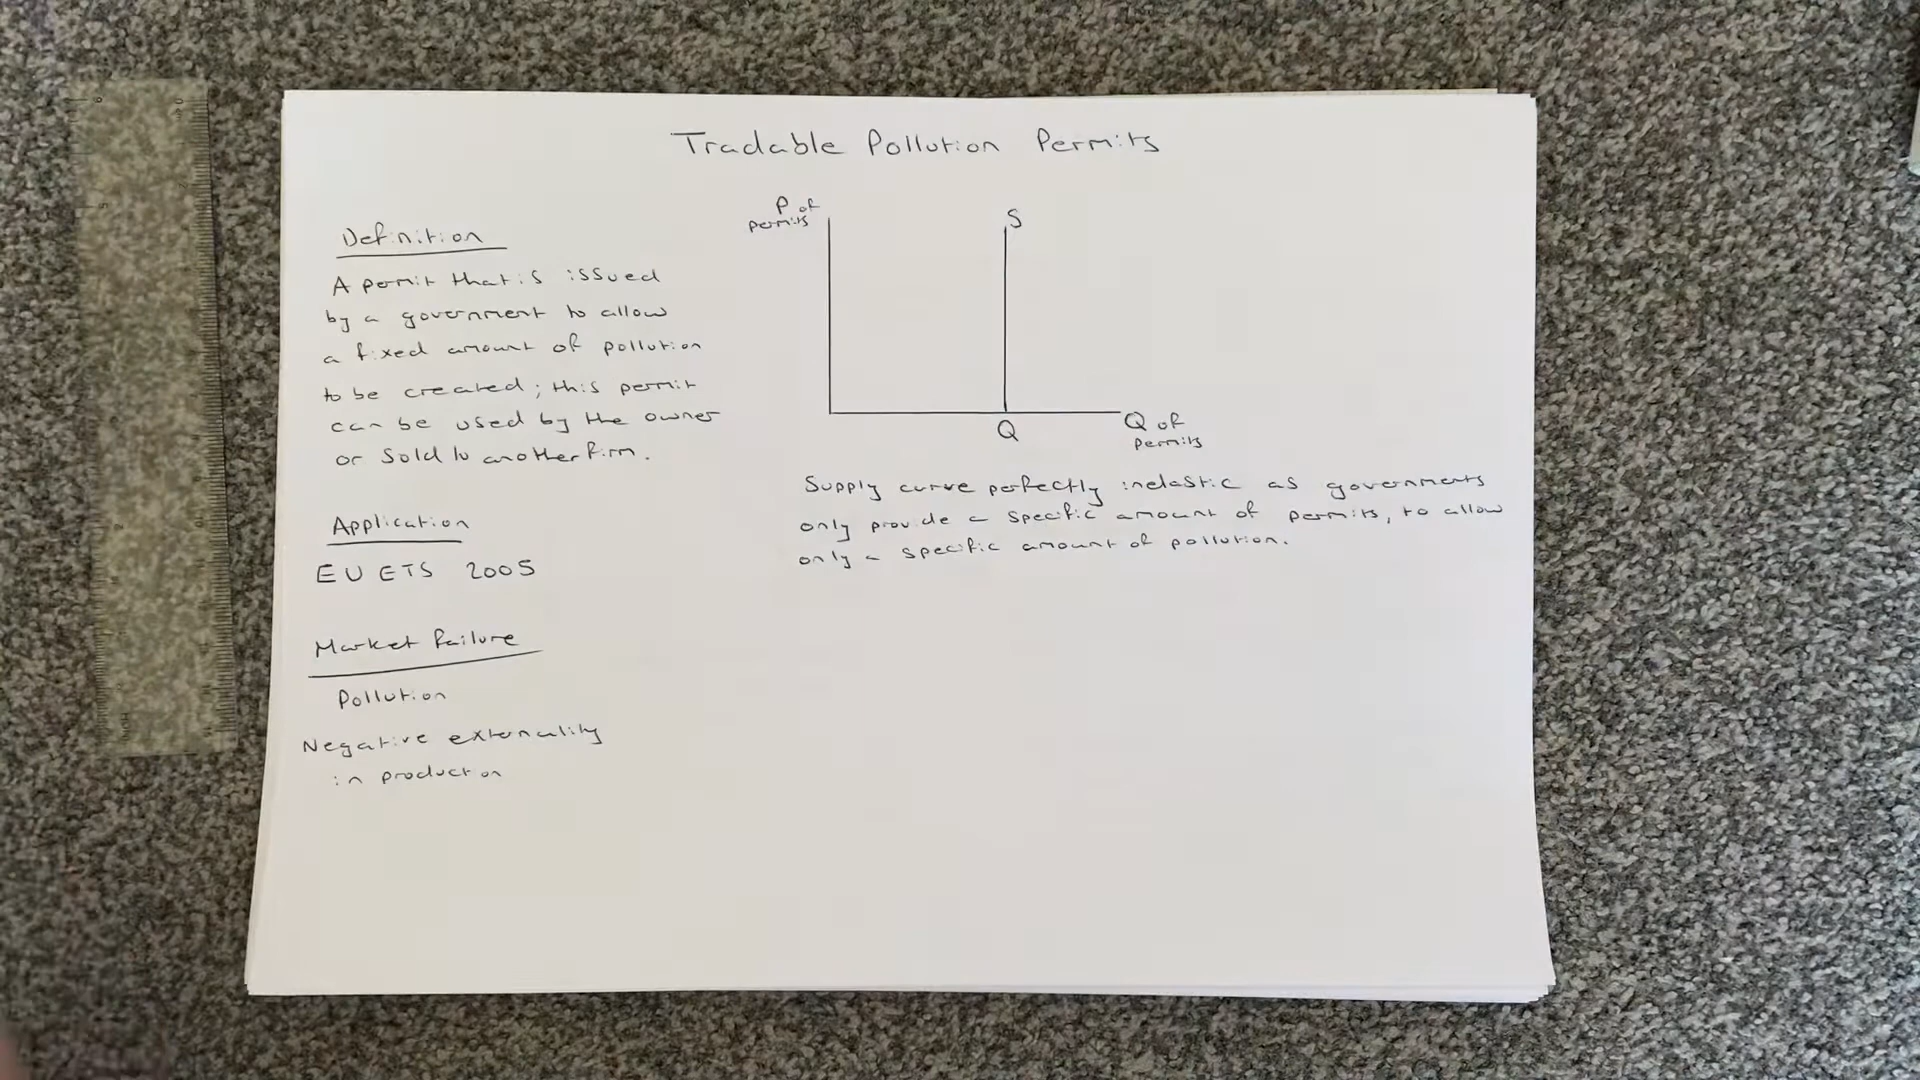 Tradable Pollution Permits
Definition
A permit that is issued
by a government to allow
a fixed amount of pollution
to be created; this permit
can be used by the owner
or sold to another firm.
Application
EU ETS 2005
Market failure
Pollution
Negative externality
in production
P of
permits
S
Q
Q of
permits
Supply curve perfectly inelastic as governments
only provide a specific amount of permits, to allow
only a specific amount of pollution.